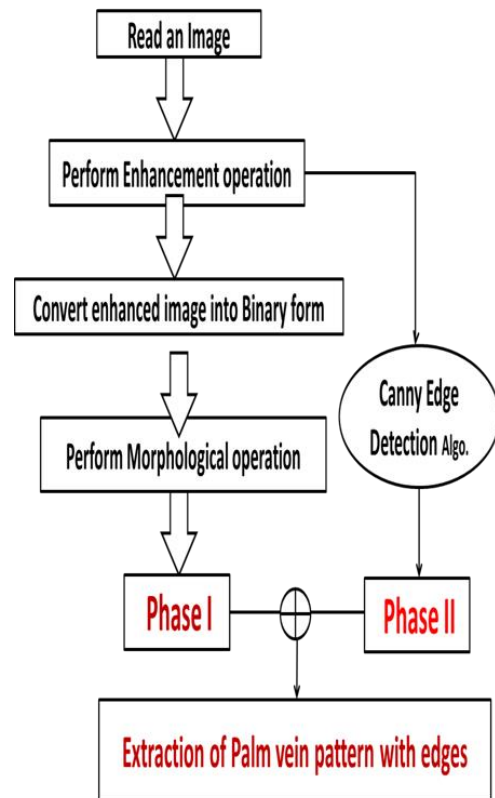 Read an Image
Perform Enhancement operation
Convert enhanced image into Binary form
Canny Edge
Detection Algo.
Perform Morphological operation
Phase I
Phase II
Extraction of Palm vein pattern with edges